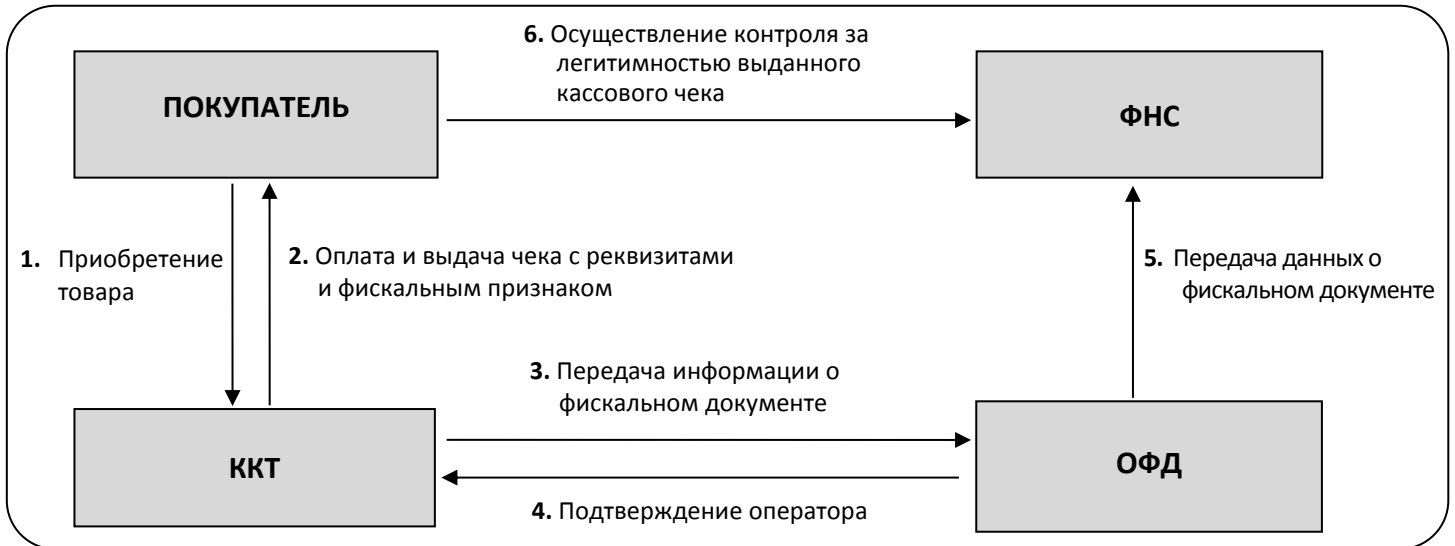 6. Осуществление контроля за
легитимностью выданного
кассового чека
ПОКУПАТЕЛЬ
ФНС
1. Приобретение
товара
2. Оплата и выдача чека с реквизитами
и фискальным признаком
5. Передача данных о
фискальном документе
3. Передача информации о
фискальном документе
ККТ
ОФД
4. Подтверждение оператора